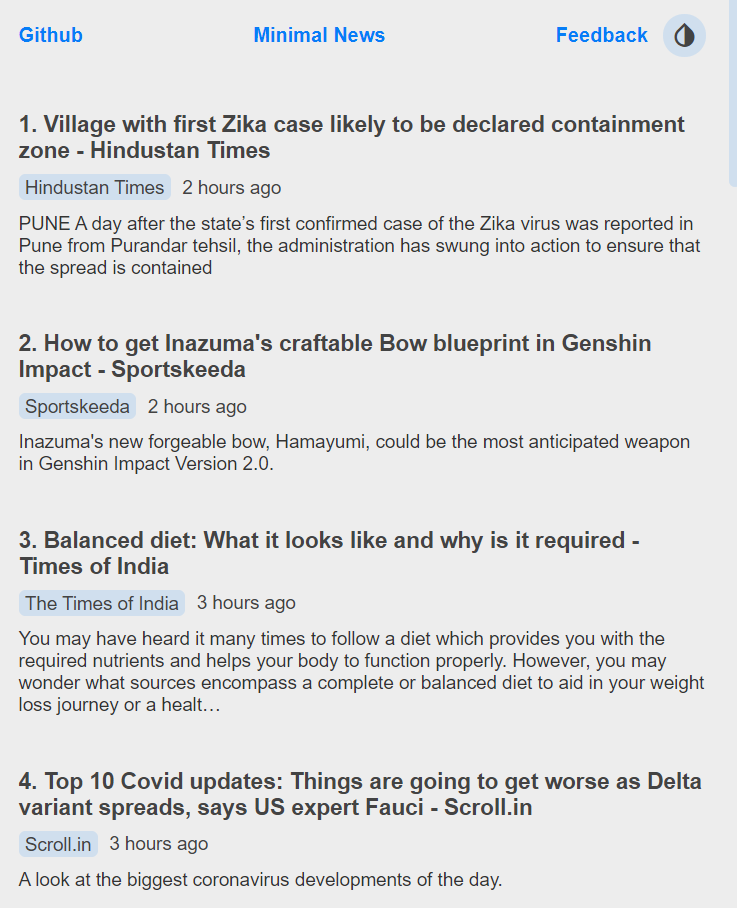 Github
Minimal News
Feedback
1. Village with first Zika case likely to be declared containment
zone - Hindustan Times
Hindustan Times 2 hours ago
PUNE A day after the state’s first confirmed case of the Zika virus was reported in
Pune from Purandar tehsil, the administration has swung into action to ensure that
the spread is contained
2. How to get Inazuma's craftable Bow blueprint in Genshin
Impact - Sportskeeda
Sportskeeda 2 hours ago
Inazuma's new forgeable bow, Hamayumi, could be the most anticipated weapon
in Genshin Impact Version 2.0.
3. Balanced diet: What it looks like and why is it required -
Times of India
The Times of India 3 hours ago
You may have heard it many times to follow a diet which provides you with the
required nutrients and helps your body to function properly. However, you may
wonder what sources encompass a complete or balanced diet to aid in your weight
loss journey or a healt…
4. Top 10 Covid updates: Things are going to get worse as Delta
variant spreads, says US expert Fauci - Scroll.in
Scroll.in 3 hours ago
A look at the biggest coronavirus developments of the day.